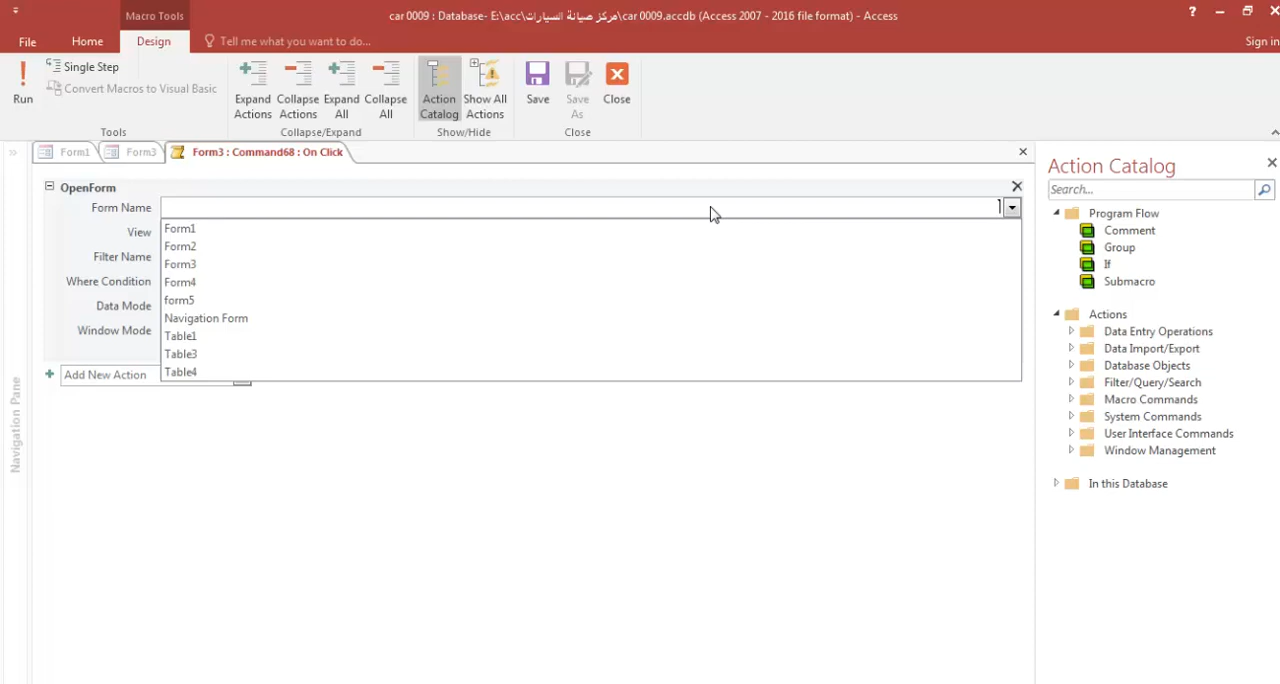 Macro Tools
car 0009 : Database- E:\acc\مركز صيانة السيارات\car 0009.accdb (Access 2007 - 2016 file format) - Access
?
File
Home
Design
Tell me what you want to do...
Sign in
Run
Single Step
Convert Macros to Visual Basic
Tools
Expand Actions
Collapse Actions
Expand All
Collapse All
Collapse/Expand
Action Catalog
Show All Actions
Show/Hide
Save
Save As
Close
Close
Form1
Form3
Form3 : Command68 : On Click
Navigation Pane
OpenForm
Form Name
View
Filter Name
Where Condition
Data Mode
Window Mode
Form1
Form2
Form3
Form4
form5
Navigation Form
Table1
Table3
Table4
Add New Action
Action Catalog
Search...
Program Flow
Comment
Group
If
Submacro
Actions
Data Entry Operations
Data Import/Export
Database Objects
Filter/Query/Search
Macro Commands
System Commands
User Interface Commands
Window Management
In this Database